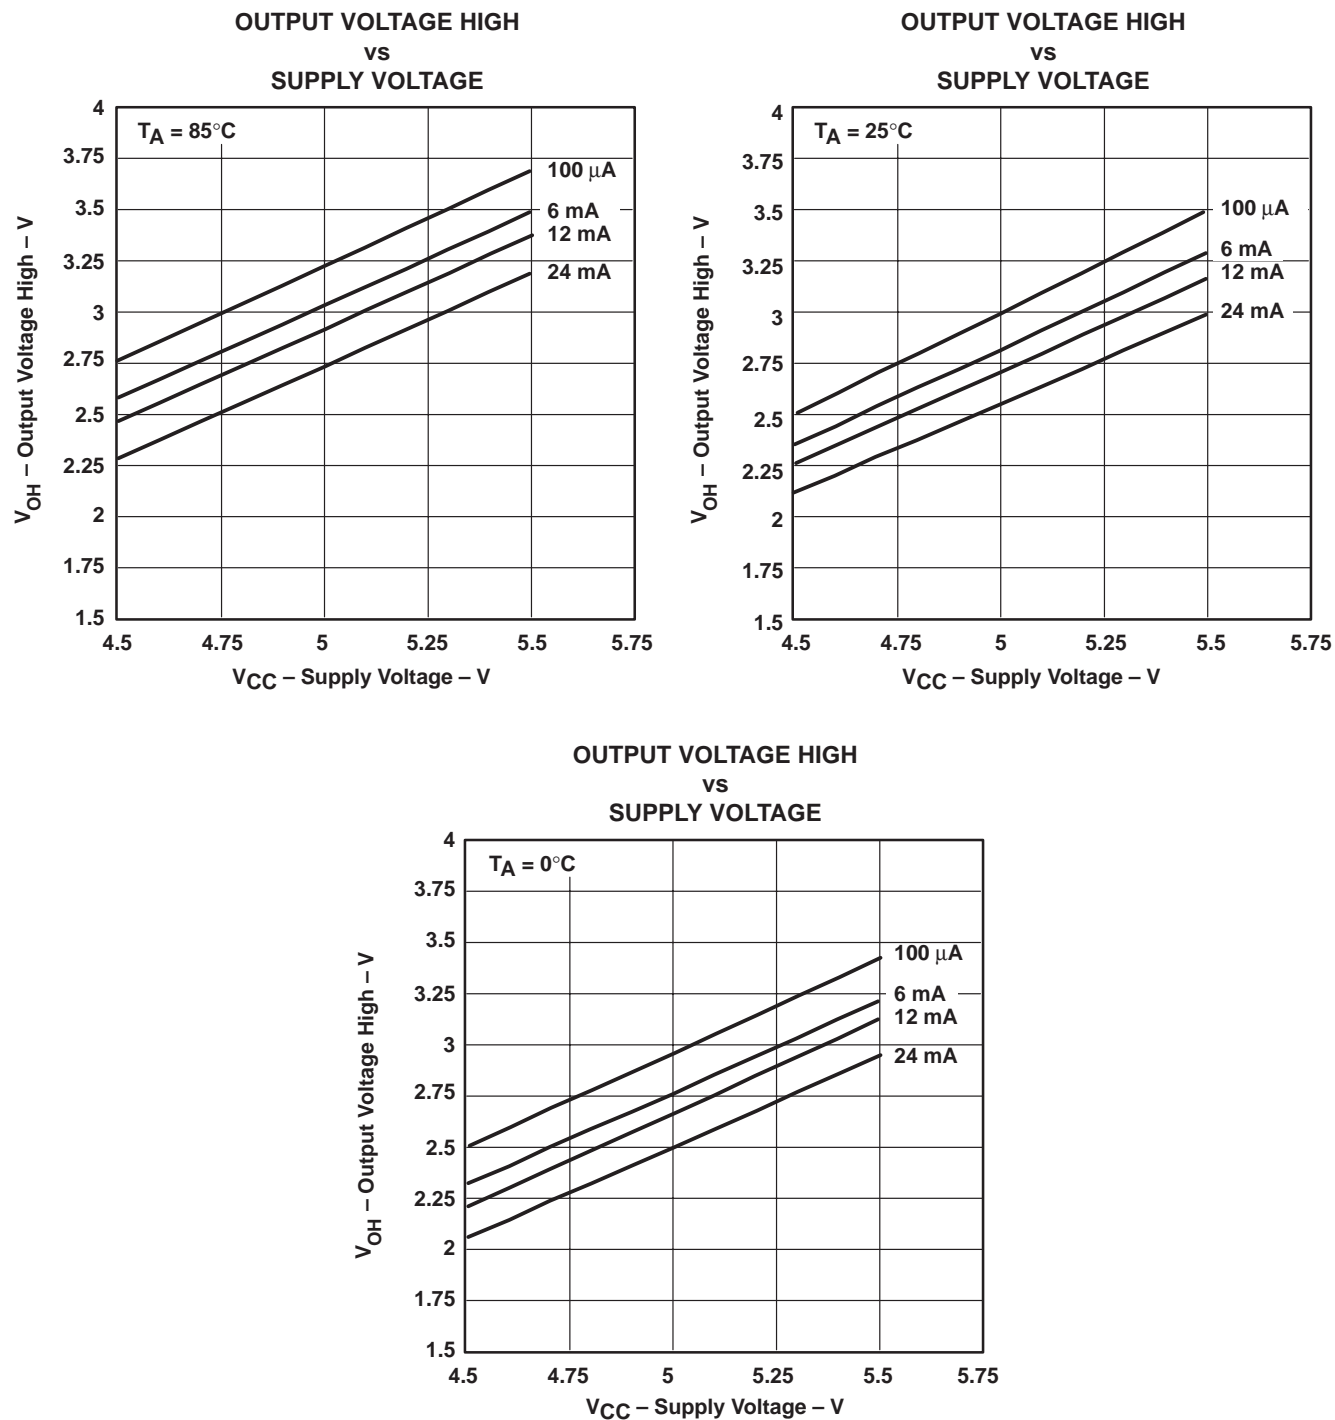 OUTPUT VOLTAGE HIGH
vs
SUPPLY VOLTAGE
T_A = 85°C
4
3.75
3.5
3.25
3
2.75
2.5
2.25
2
1.75
1.5
V_OH – Output Voltage High – V
100 μA
6 mA
12 mA
24 mA
4.5 4.75 5 5.25 5.5 5.75
V_CC – Supply Voltage – V
OUTPUT VOLTAGE HIGH
vs
SUPPLY VOLTAGE
T_A = 25°C
4
3.75
3.5
3.25
3
2.75
2.5
2.25
2
1.75
1.5
V_OH – Output Voltage High – V
100 μA
6 mA
12 mA
24 mA
4.5 4.75 5 5.25 5.5 5.75
V_CC – Supply Voltage – V
OUTPUT VOLTAGE HIGH
vs
SUPPLY VOLTAGE
T_A = 0°C
4
3.75
3.5
3.25
3
2.75
2.5
2.25
2
1.75
1.5
V_OH – Output Voltage High – V
100 μA
6 mA
12 mA
24 mA
4.5 4.75 5 5.25 5.5 5.75
V_CC – Supply Voltage – V